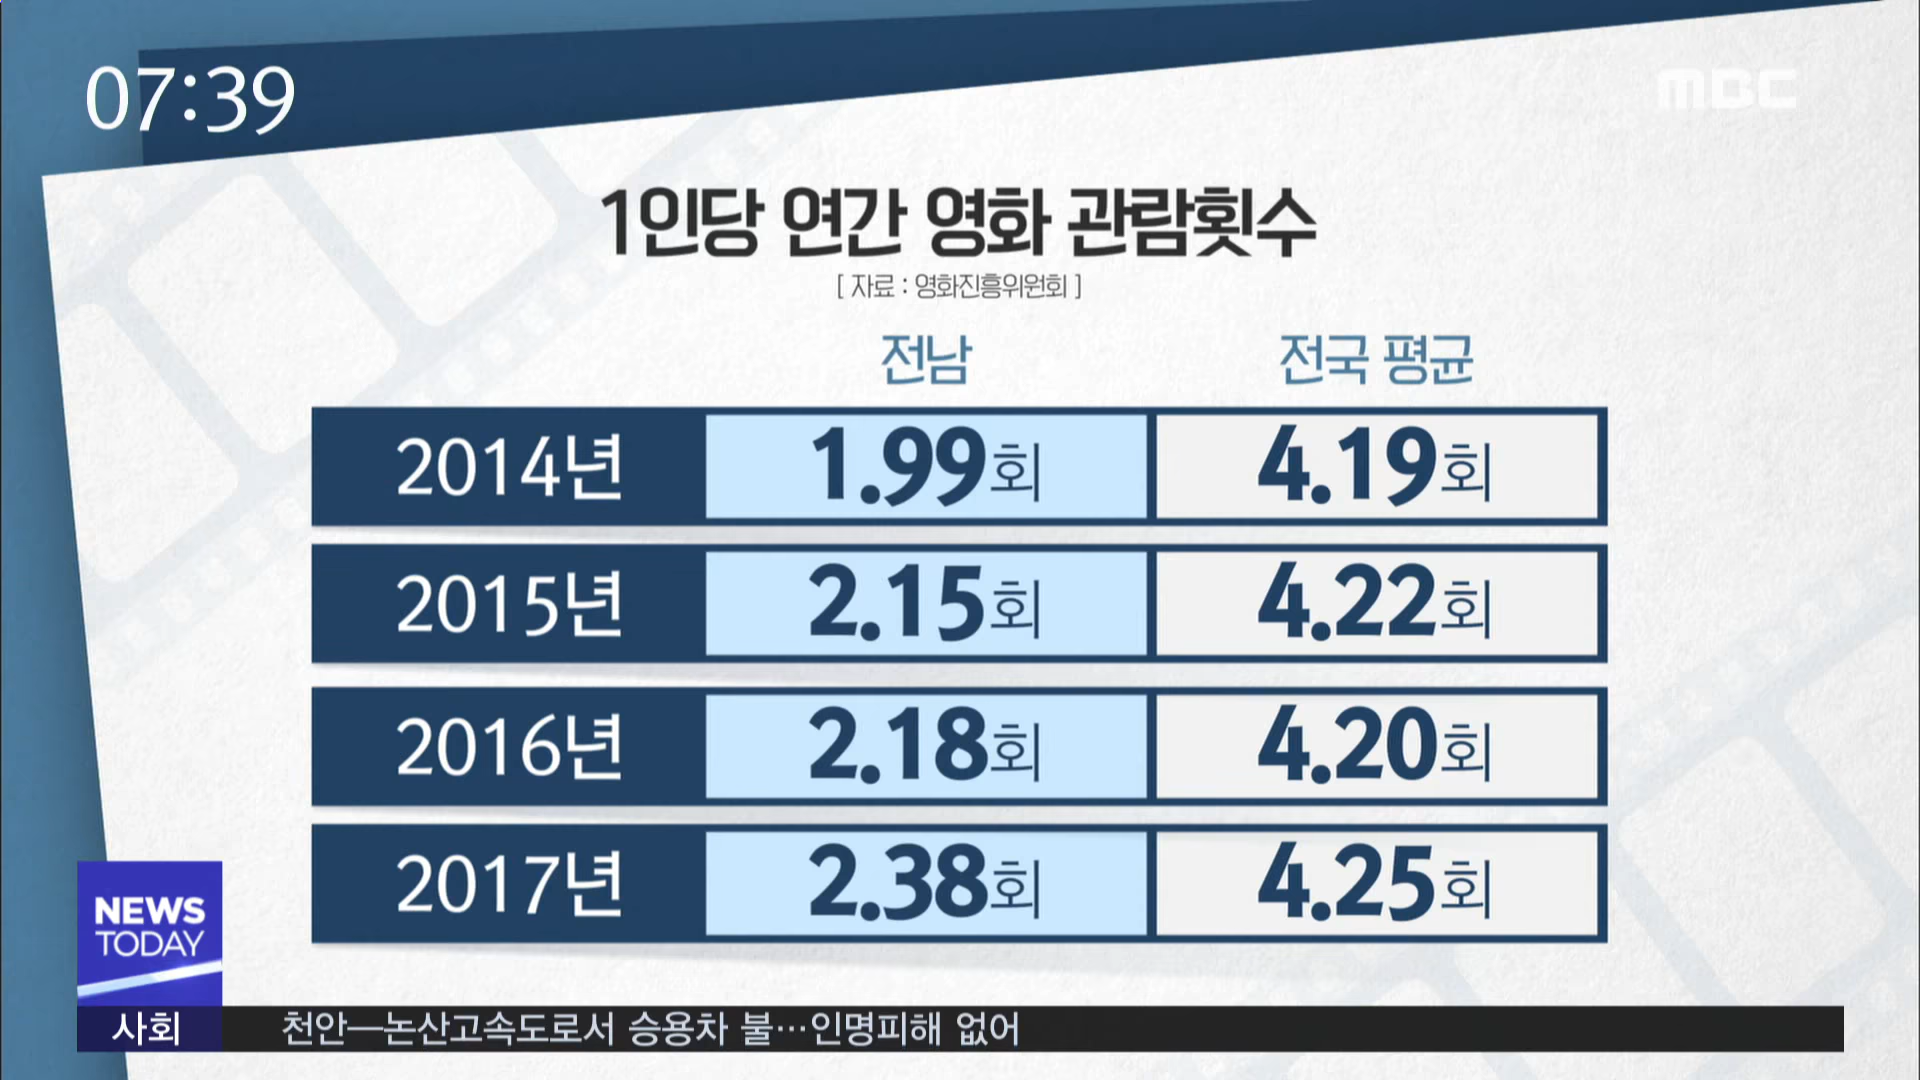 07:39
MBC
1인당 연간 영화 관람횟수
[ 자료 : 영화진흥위원회 ]
전남 전국 평균
2014년 1.99회 4.19회
2015년 2.15회 4.22회
2016년 2.18회 4.20회
2017년 2.38회 4.25회
NEWS
TODAY
사회 천안—논산고속도로서 승용차 불…인명피해 없어